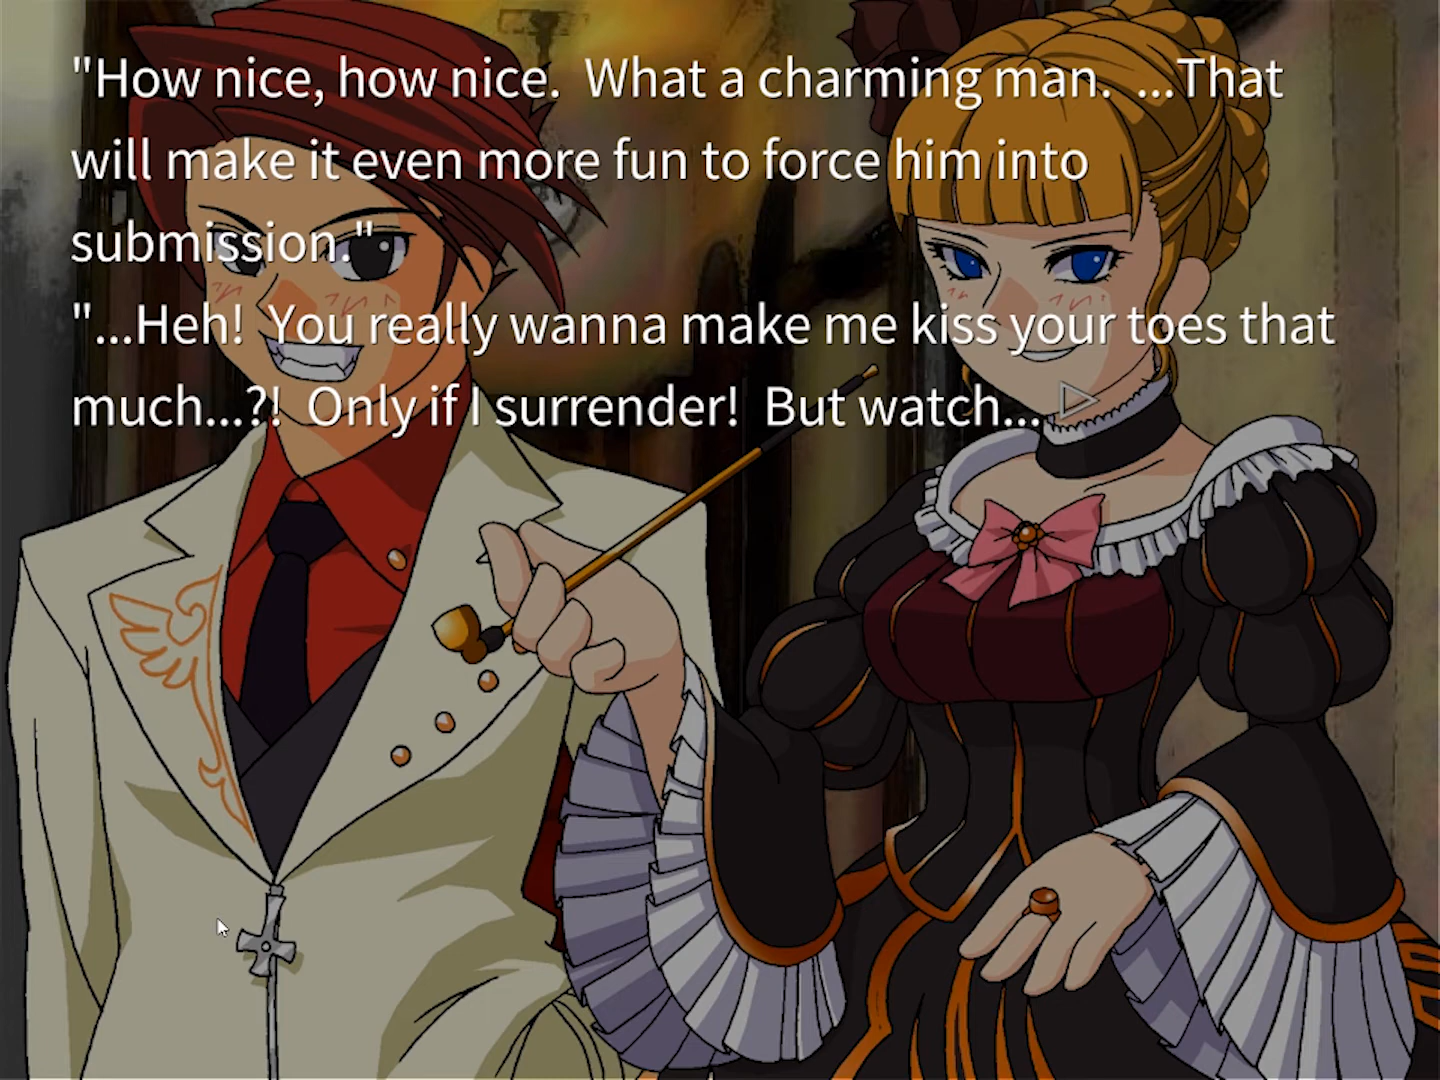 "How nice, how nice.  What a charming man.  ...That
will make it even more fun to force him into
submission."
"...Heh!  You really wanna make me kiss your toes that
much...?!  Only if I surrender!  But watch...